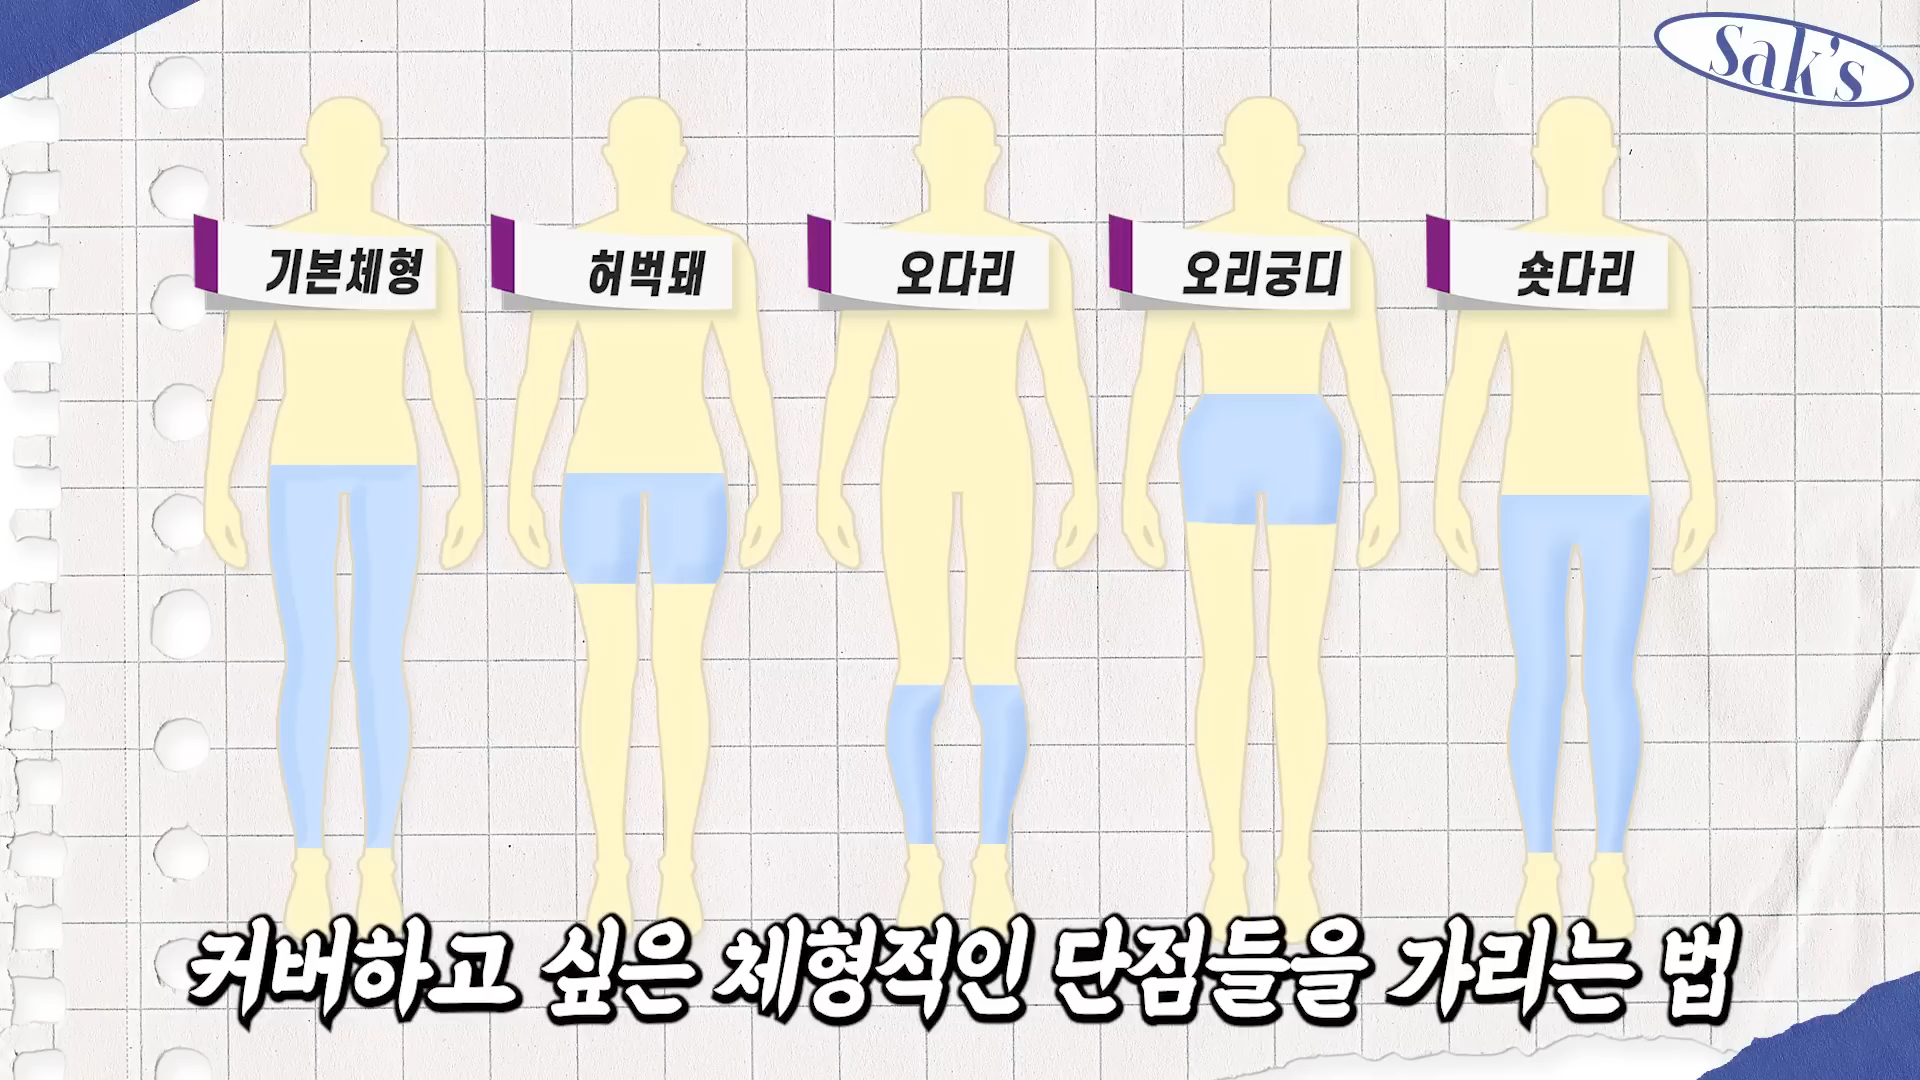 Sak's
기본체형
허벅돼
오다리
오리궁디
숏다리
커버하고 싶은 체형적인 단점들을 가리는 법